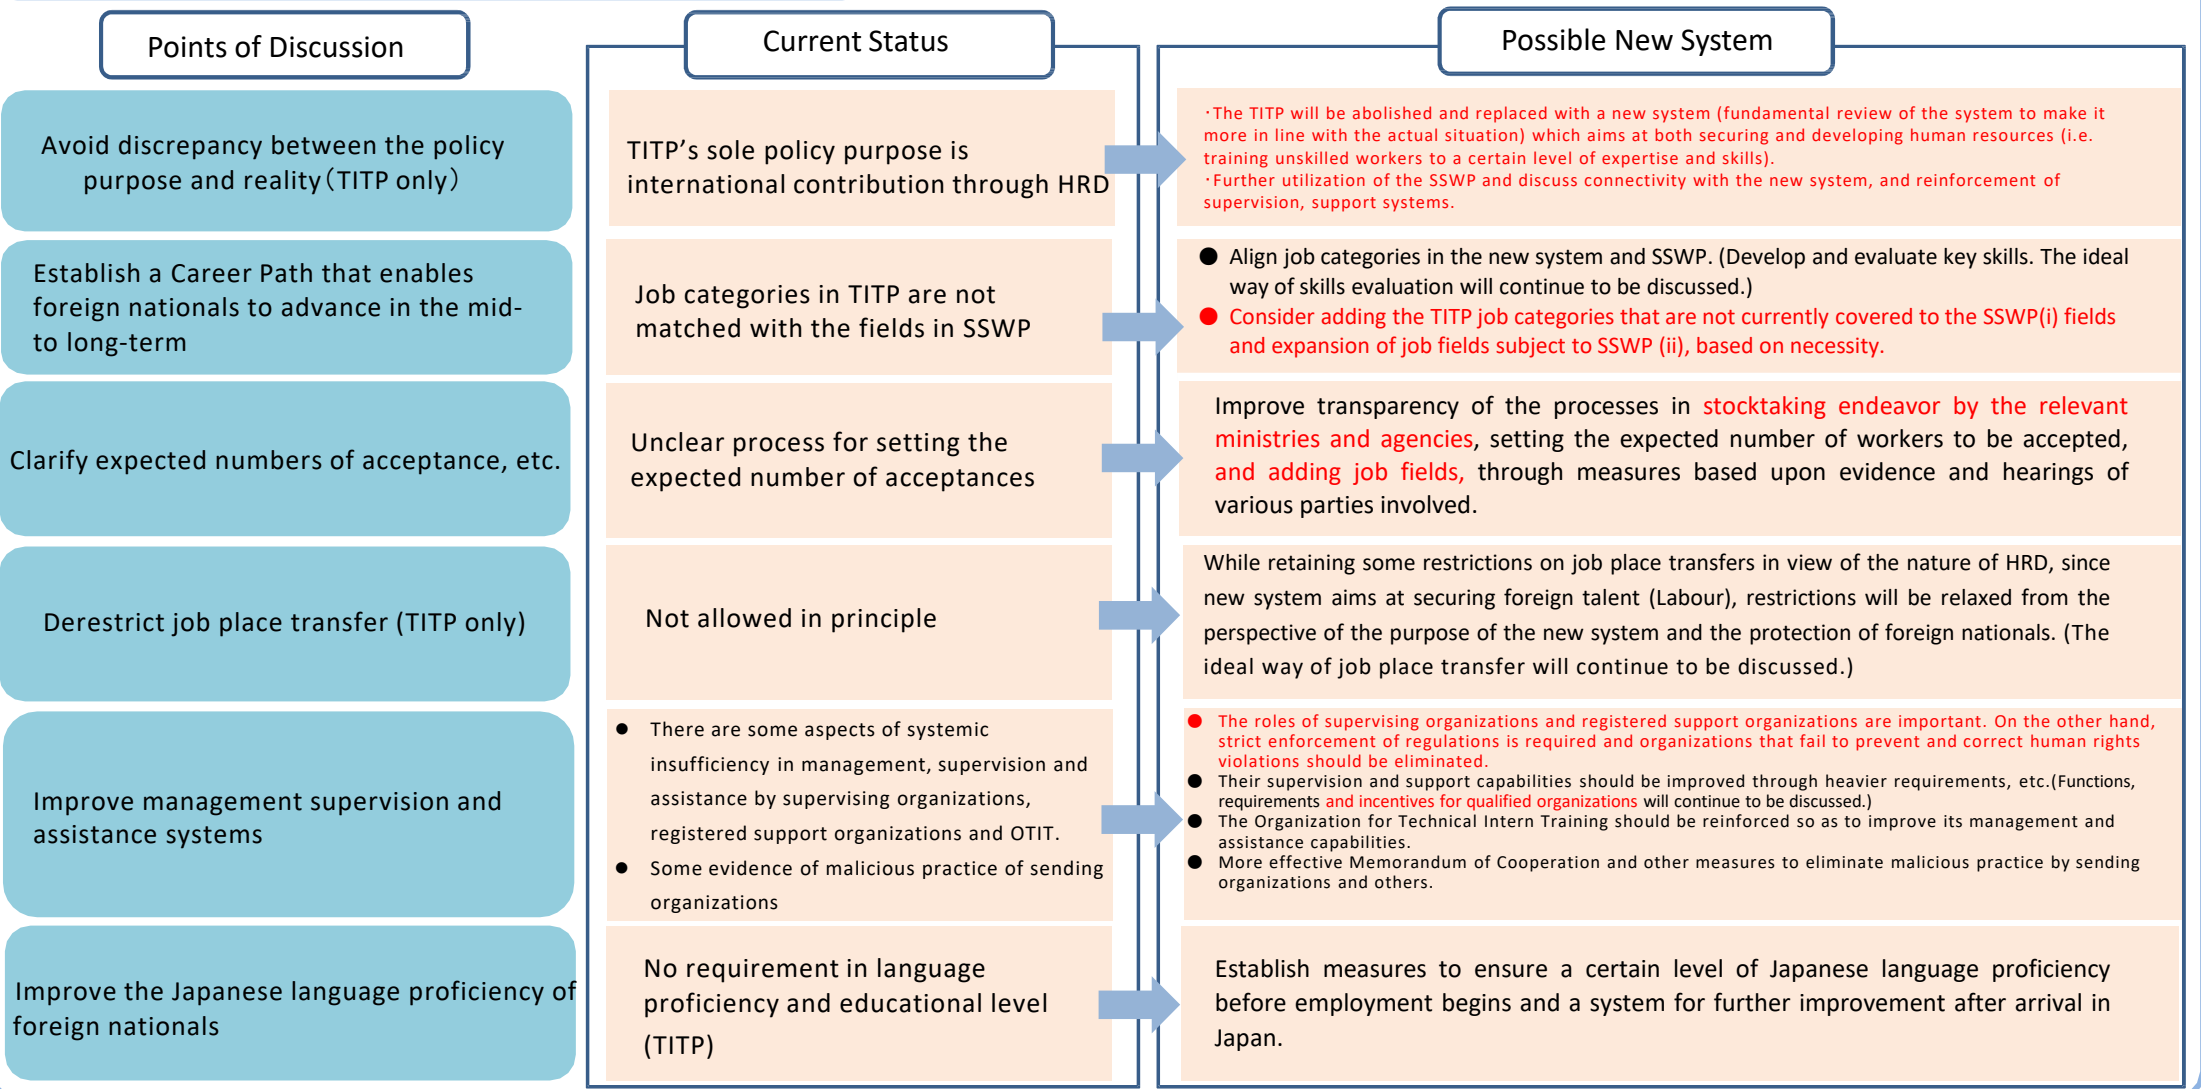 Points of Discussion
Current Status
Possible New System
Avoid discrepancy between the policy
purpose and reality（TITP only）
TITP's sole policy purpose is
international contribution through HRD
・The TITP will be abolished and replaced with a new system (fundamental review of the system to make it
more in line with the actual situation) which aims at both securing and developing human resources (i.e.
training unskilled workers to a certain level of expertise and skills).
・Further utilization of the SSWP and discuss connectivity with the new system, and reinforcement of
supervision, support systems.
Establish a Career Path that enables
foreign nationals to advance in the mid-
to long-term
Job categories in TITP are not
matched with the fields in SSWP
● Align job categories in the new system and SSWP. (Develop and evaluate key skills. The ideal
way of skills evaluation will continue to be discussed.)
● Consider adding the TITP job categories that are not currently covered to the SSWP(i) fields
and expansion of job fields subject to SSWP (ii), based on necessity.
Clarify expected numbers of acceptance, etc.
Unclear process for setting the
expected number of acceptances
Improve transparency of the processes in stocktaking endeavor by the relevant
ministries and agencies, setting the expected number of workers to be accepted,
and adding job fields, through measures based upon evidence and hearings of
various parties involved.
Derestrict job place transfer (TITP only)
Not allowed in principle
While retaining some restrictions on job place transfers in view of the nature of HRD, since
new system aims at securing foreign talent (Labour), restrictions will be relaxed from the
perspective of the purpose of the new system and the protection of foreign nationals. (The
ideal way of job place transfer will continue to be discussed.)
Improve management supervision and
assistance systems
● There are some aspects of systemic
insufficiency in management, supervision and
assistance by supervising organizations,
registered support organizations and OTIT.
● Some evidence of malicious practice of sending
organizations
● The roles of supervising organizations and registered support organizations are important. On the other hand,
strict enforcement of regulations is required and organizations that fail to prevent and correct human rights
violations should be eliminated.
● Their supervision and support capabilities should be improved through heavier requirements, etc.(Functions,
requirements and incentives for qualified organizations will continue to be discussed.)
● The Organization for Technical Intern Training should be reinforced so as to improve its management and
assistance capabilities.
● More effective Memorandum of Cooperation and other measures to eliminate malicious practice by sending
organizations and others.
Improve the Japanese language proficiency of
foreign nationals
No requirement in language
proficiency and educational level
(TITP)
Establish measures to ensure a certain level of Japanese language proficiency
before employment begins and a system for further improvement after arrival in
Japan.